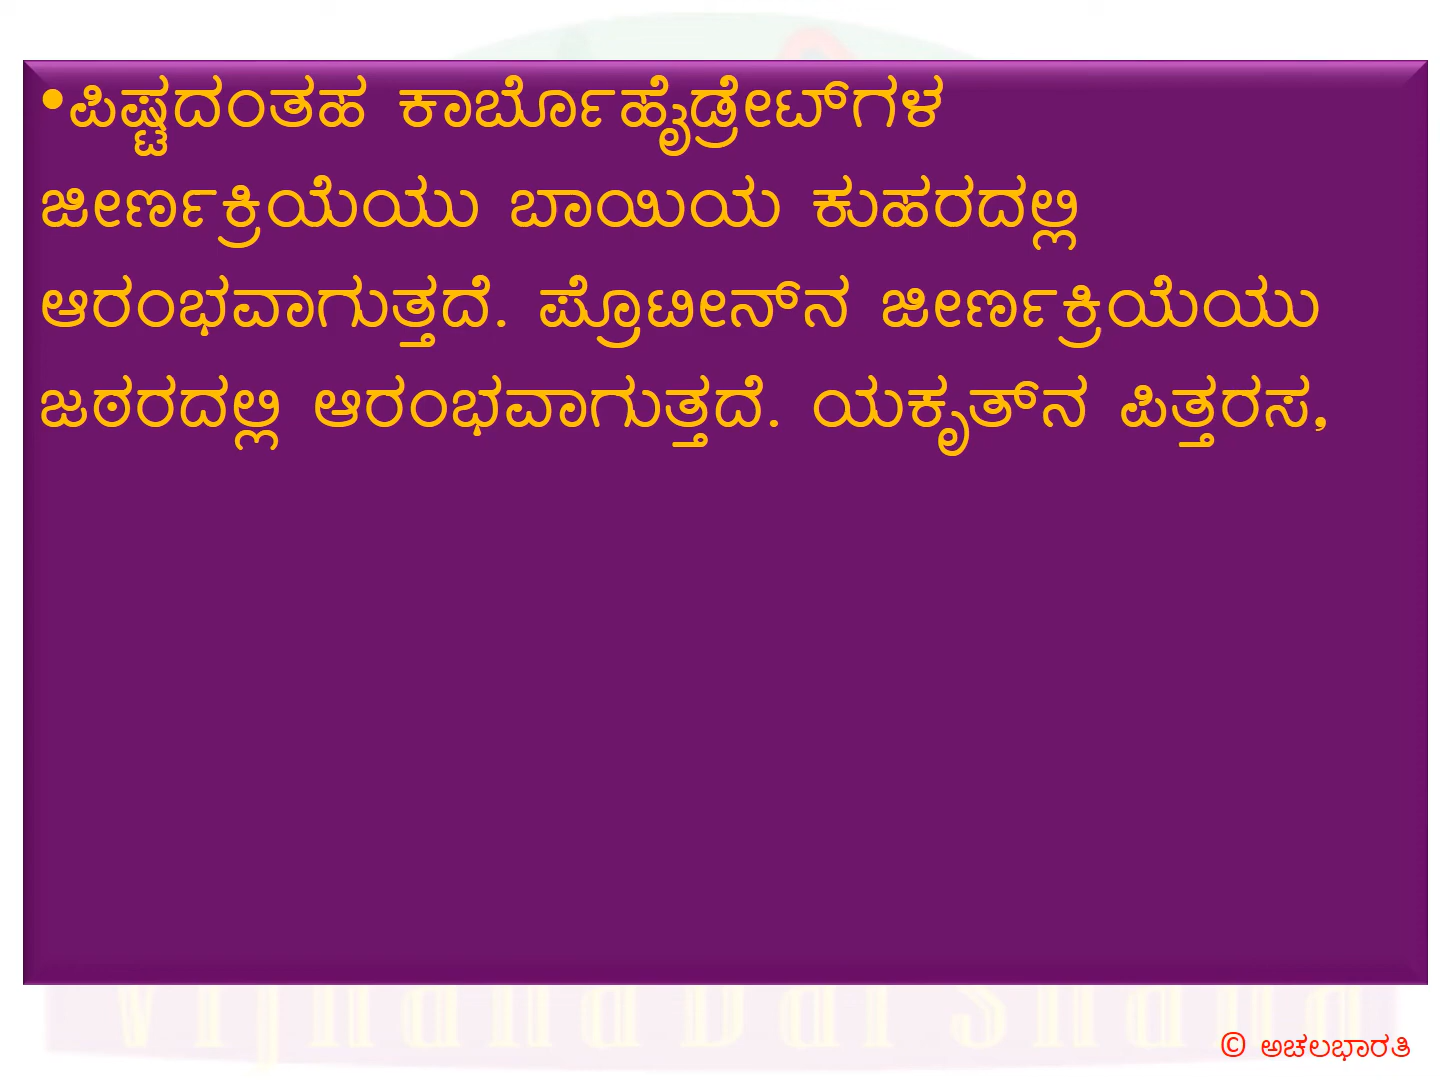 •ಪಿಷ್ಟದಂತಹ ಕಾರ್ಬೊಹೈಡ್ರೇಟ್‌ಗಳ
ಜೀರ್ಣಕ್ರಿಯೆಯು ಬಾಯಿಯ ಕುಹರದಲ್ಲಿ
ಆರಂಭವಾಗುತ್ತದೆ. ಪ್ರೊಟೀನ್‌ನ ಜೀರ್ಣಕ್ರಿಯೆಯು
ಜಠರದಲ್ಲಿ ಆರಂಭವಾಗುತ್ತದೆ. ಯಕೃತ್‌ನ ಪಿತ್ತರಸ,
© ಅಚಲಭಾರತಿ